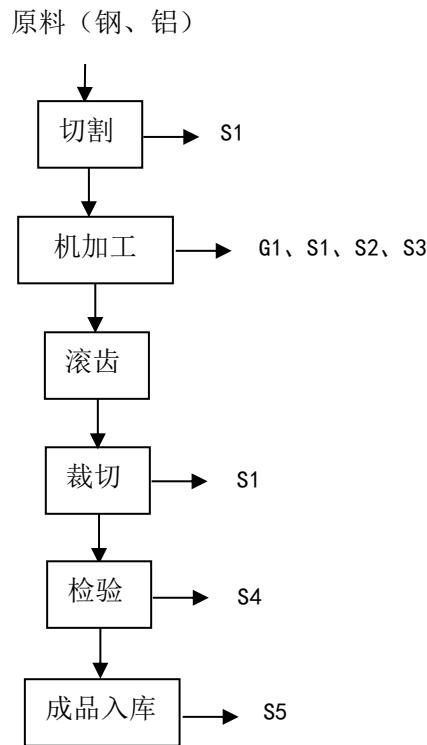 原料（钢、铝）
切割
S1
机加工
G1、S1、S2、S3
滚齿
裁切
S1
检验
S4
成品入库
S5